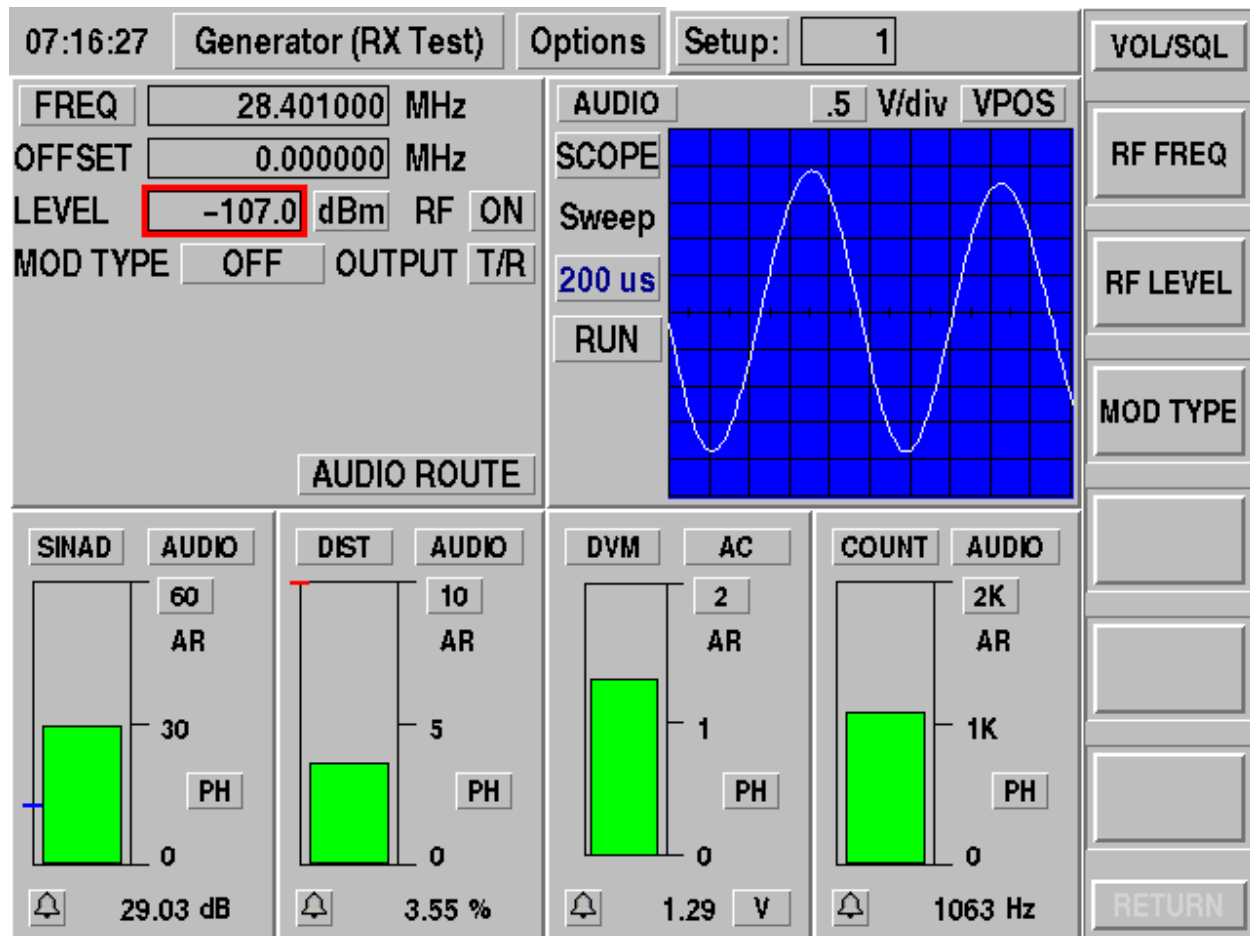 07:16:27 Generator (RX Test) Options Setup: 1
FREQ 28.401000 MHz
OFFSET 0.000000 MHz
LEVEL -107.0 dBm RF ON
MOD TYPE OFF OUTPUT T/R
AUDIO ROUTE
AUDIO .5 V/div VPOS
SCOPE
Sweep
200 us
RUN
SINAD AUDIO
60
AR
30
PH
0
29.03 dB
DIST AUDIO
10
AR
5
PH
0
3.55 %
DVM AC
2
AR
1
PH
0
1.29 V
COUNT AUDIO
2K
AR
1K
PH
0
1063 Hz
VOL/SQL
RF FREQ
RF LEVEL
MOD TYPE
RETURN